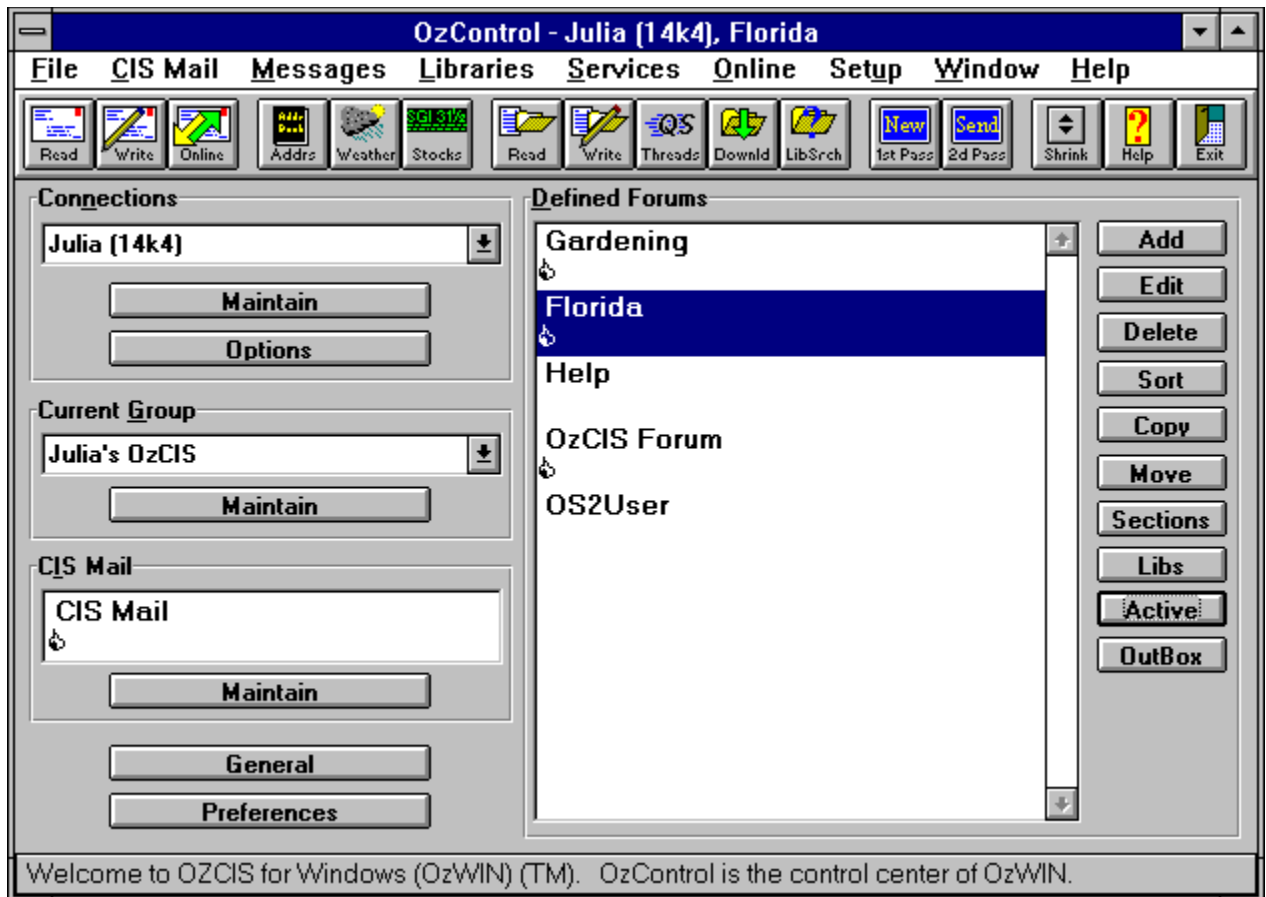 OzControl - Julia (14k4), Florida
File CIS Mail Messages Libraries Services Online Setup Window Help
SGI 31½
QS
New Send
?
Read Write Online Addrs Weather Stocks Read Write Threads Downld LibSrch 1st Pass 2d Pass Shrink Help Exit
Connections
Julia (14k4)
Maintain
Options
Current Group
Julia's OzCIS
Maintain
CIS Mail
CIS Mail
Maintain
General
Preferences
Defined Forums
Gardening
Florida
Help
OzCIS Forum
OS2User
Add
Edit
Delete
Sort
Copy
Move
Sections
Libs
Active
OutBox
Welcome to OZCIS for Windows (OzWIN) (TM). OzControl is the control center of OzWIN.